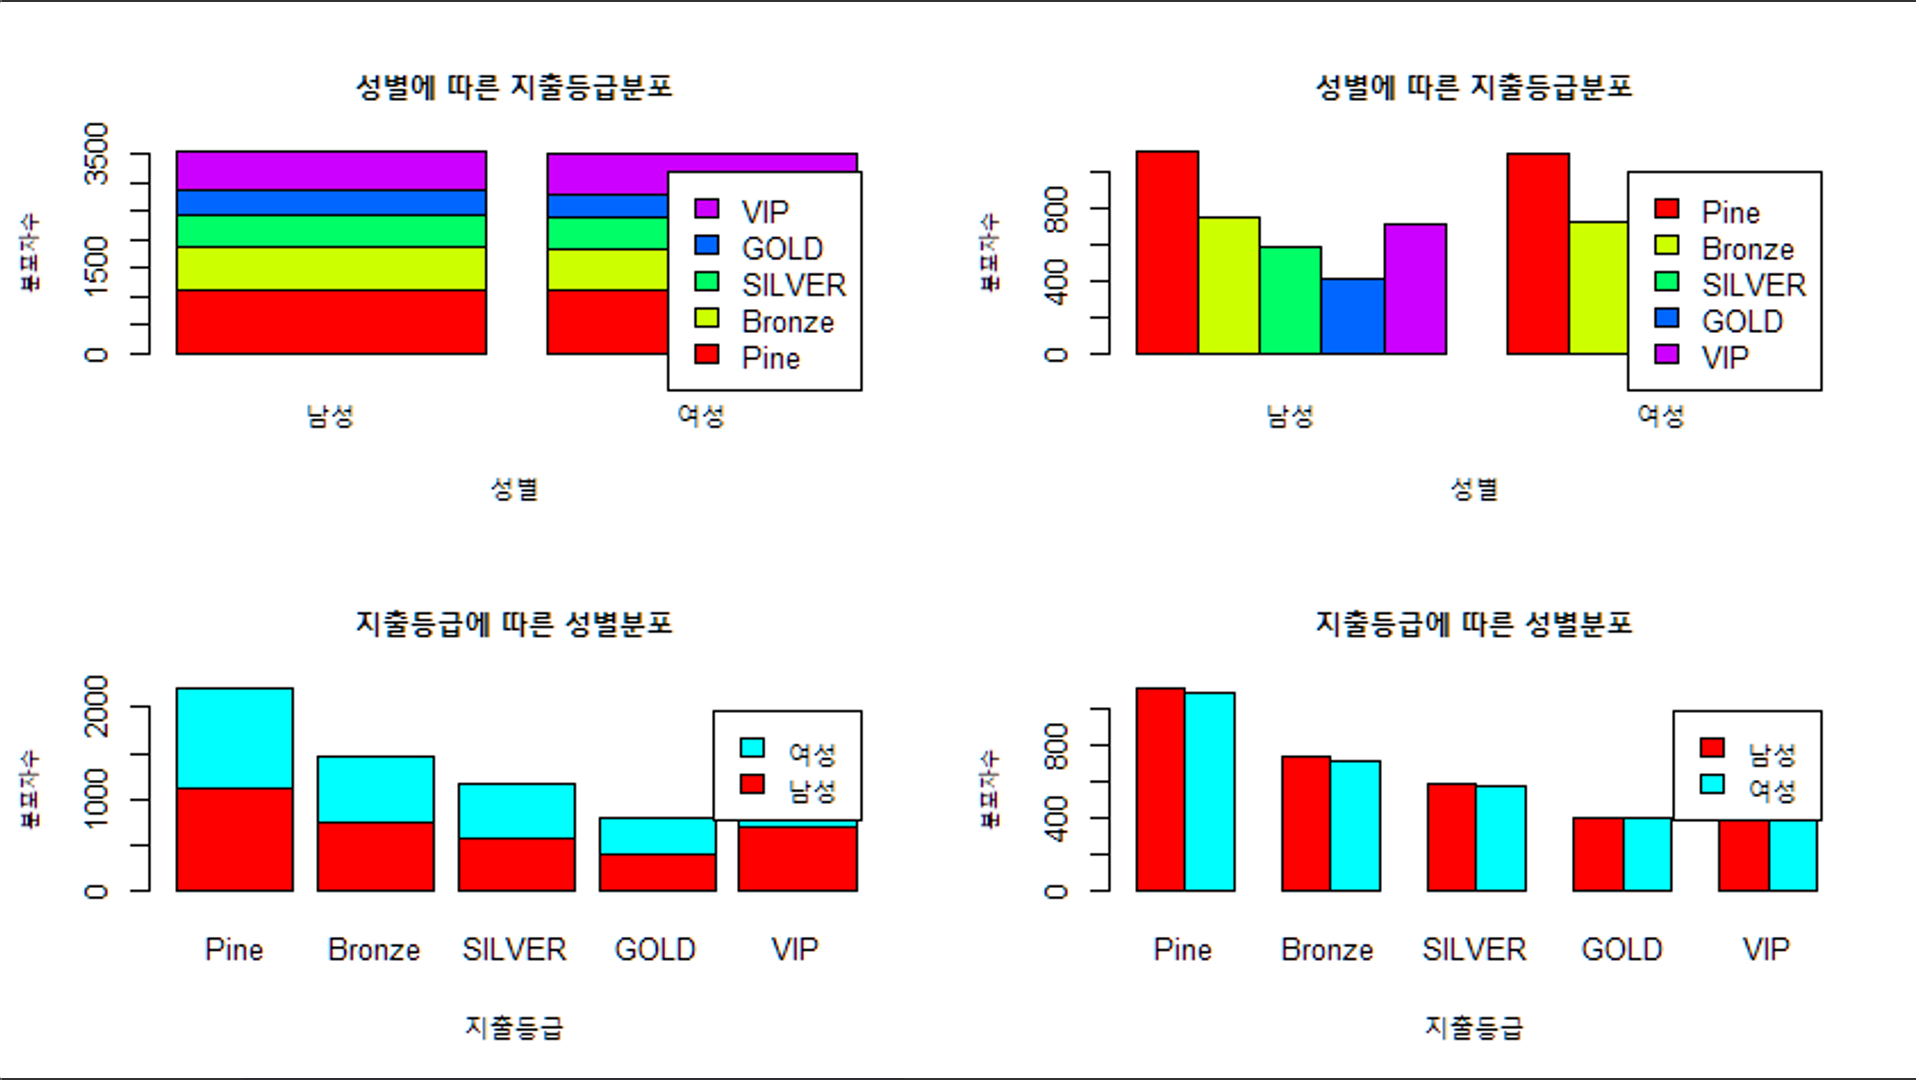 성별에 따른 지출등급분포
분포자수
3500
1500
0
VIP
GOLD
SILVER
Bronze
Pine
남성
여성
성별
성별에 따른 지출등급분포
분포자수
800
400
0
Pine
Bronze
SILVER
GOLD
VIP
남성
여성
성별
지출등급에 따른 성별분포
분포자수
2000
1000
0
여성
남성
Pine
Bronze
SILVER
GOLD
VIP
지출등급
지출등급에 따른 성별분포
분포자수
800
400
0
남성
여성
Pine
Bronze
SILVER
GOLD
VIP
지출등급